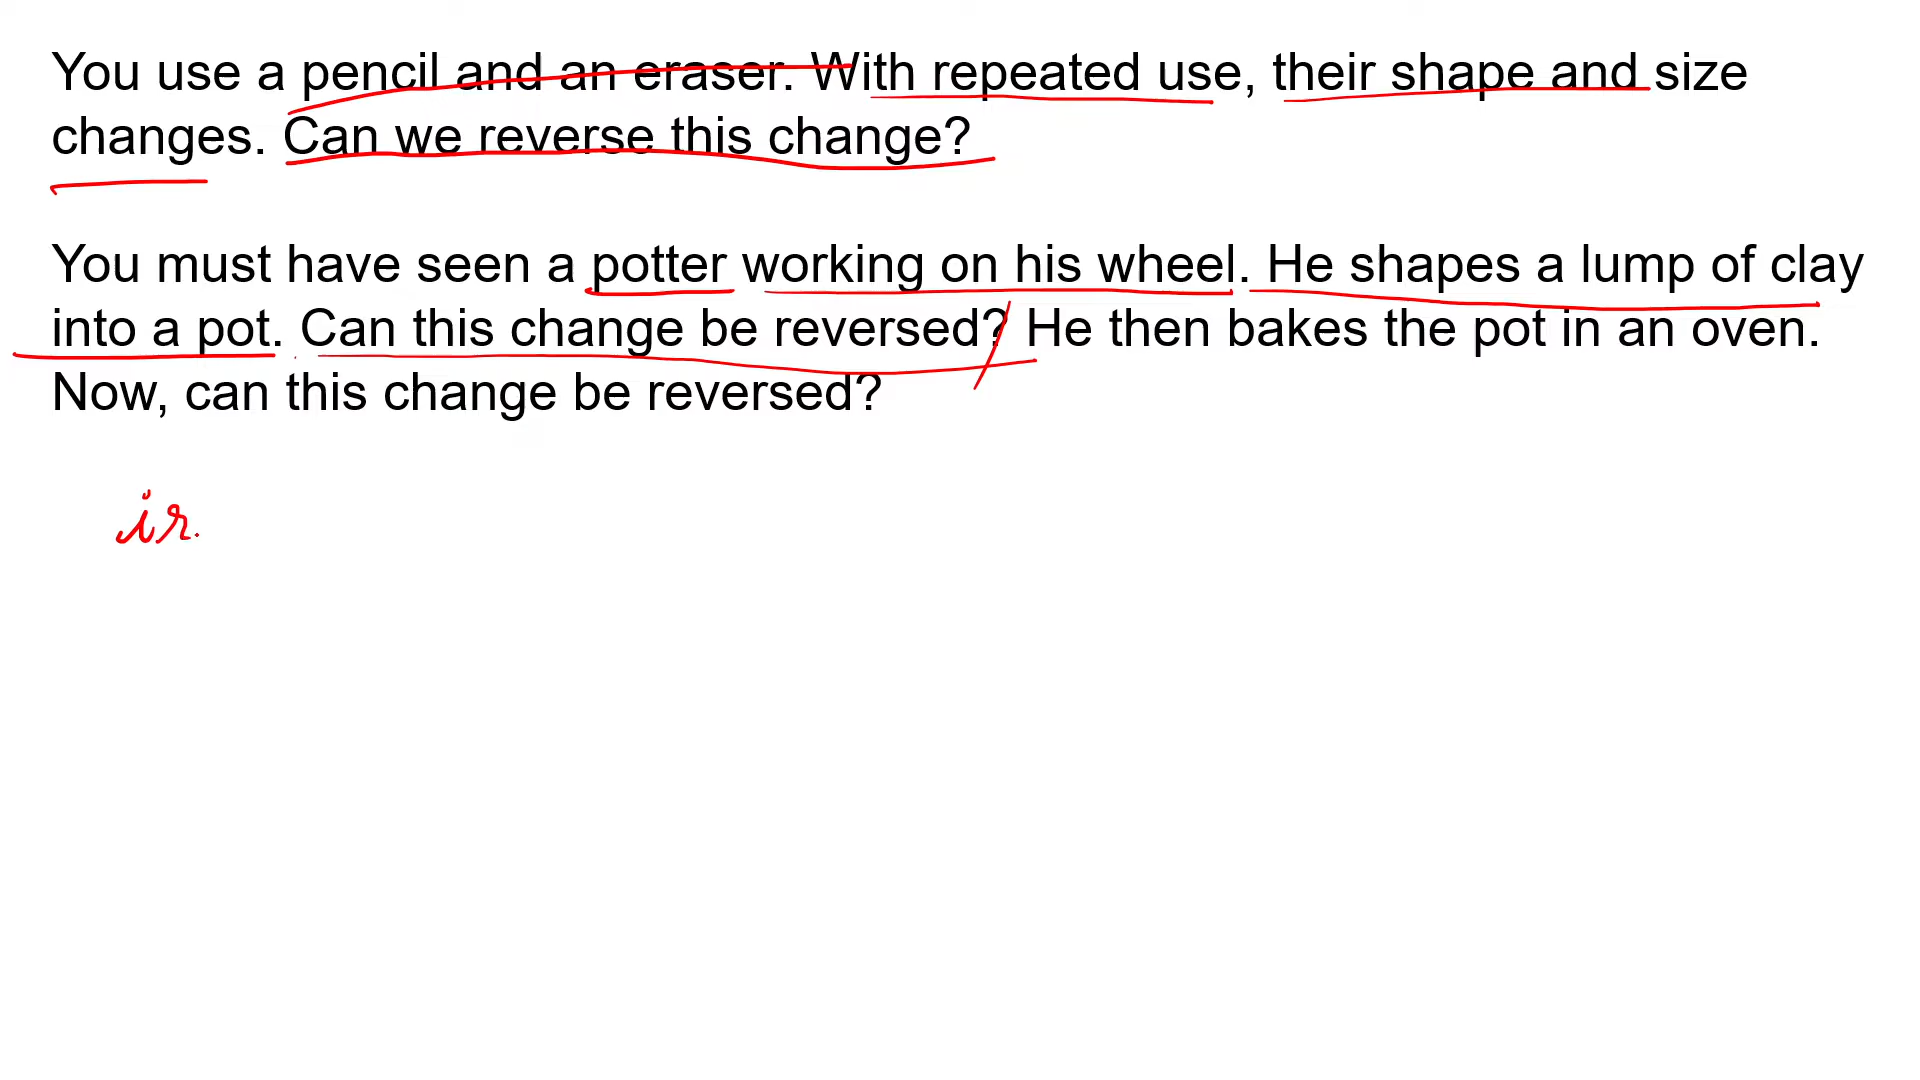 You use a pencil and an eraser. With repeated use, their shape and size
changes. Can we reverse this change?
You must have seen a potter working on his wheel. He shapes a lump of clay
into a pot. Can this change be reversed? He then bakes the pot in an oven.
Now, can this change be reversed?
ir